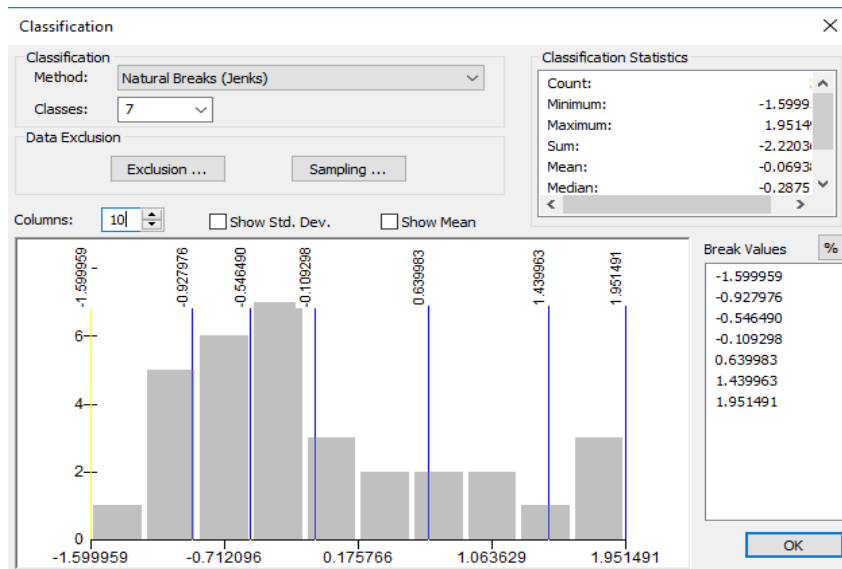 Classification
Classification
Method: Natural Breaks (Jenks)
Classes: 7
Data Exclusion
Exclusion ... Sampling ...
Columns: 10 Show Std. Dev. Show Mean
Classification Statistics
Count:
Minimum: -1.5999
Maximum: 1.9514
Sum: -2.2203
Mean: -0.0693
Median: -0.2875
Break Values %
-1.599959
-0.927976
-0.546490
-0.109298
0.639983
1.439963
1.951491
OK
-1.599959
-0.927976
-0.546490
-0.109298
0.639983
1.439963
1.951491
6
4
2
0
-1.599959 -0.712096 0.175766 1.063629 1.951491